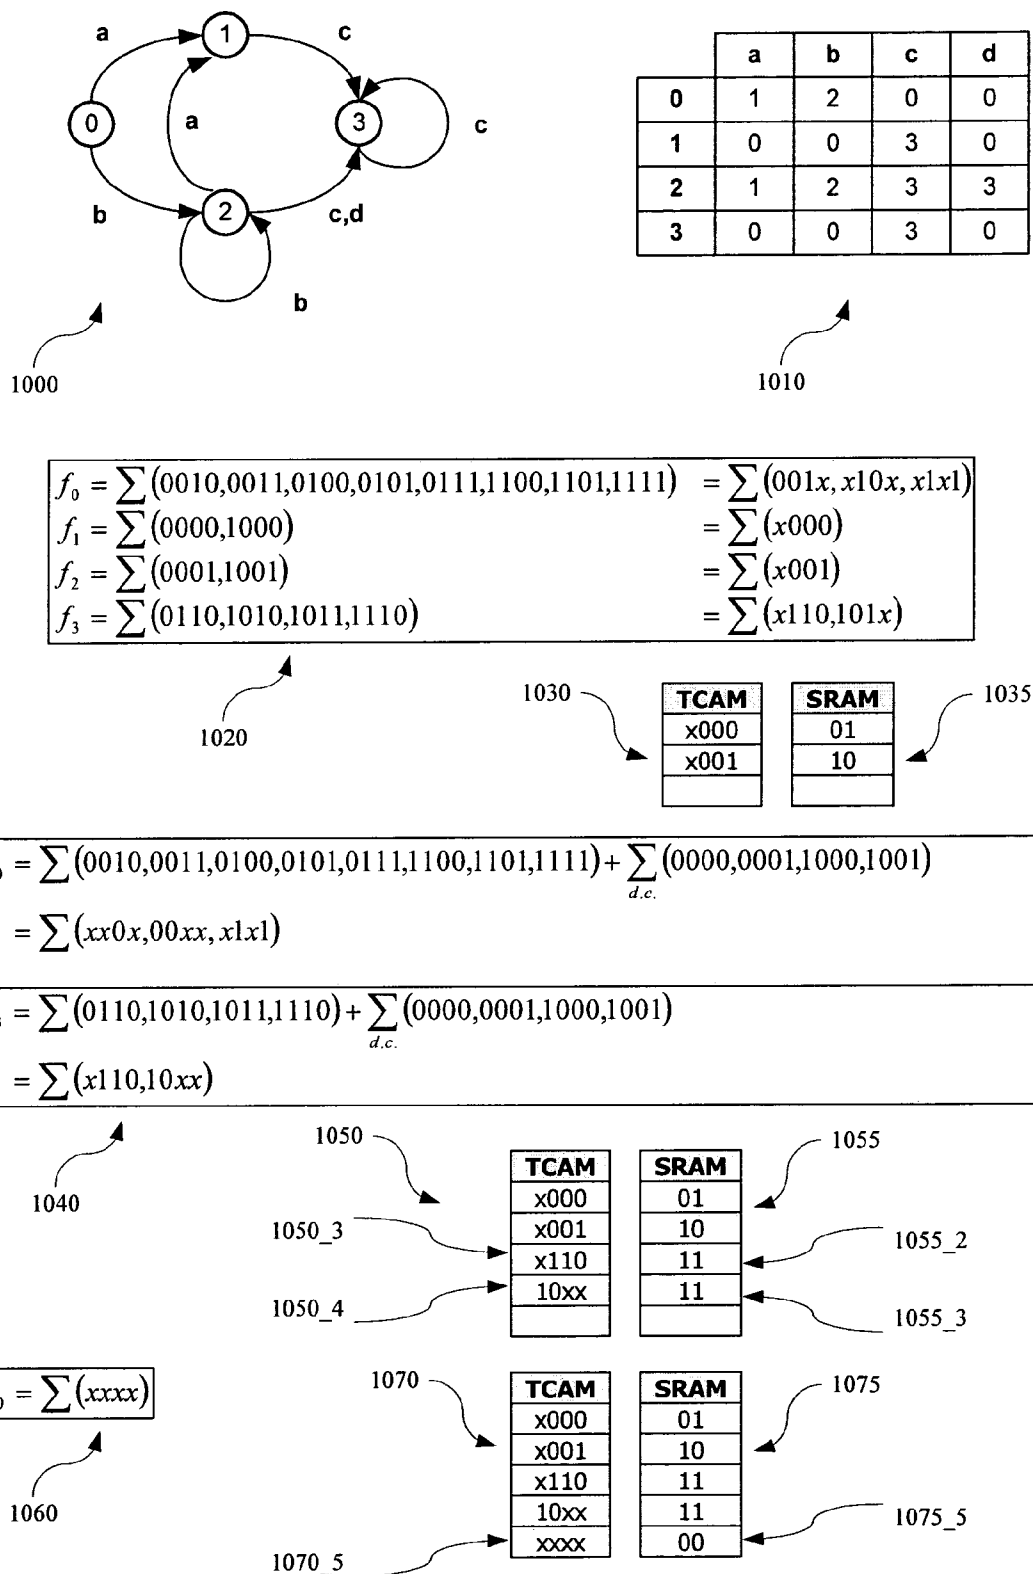 a
1
c
0
a
3
c
b
2
c,d
b
1000
a b c d
0 1 2 0 0
1 0 0 3 0
2 1 2 3 3
3 0 0 3 0
1010
f₀ = ∑(0010,0011,0100,0101,0111,1100,1101,1111) = ∑(001x, x10x, x1x1)
f₁ = ∑(0000,1000) = ∑(x000)
f₂ = ∑(0001,1001) = ∑(x001)
f₃ = ∑(0110,1010,1011,1110) = ∑(x110,101x)
1020
1030
TCAM SRAM
x000 01
x001 10
1035
₀ = ∑(0010,0011,0100,0101,0111,1100,1101,1111) + ∑d.c.(0000,0001,1000,1001)
= ∑(xx0x,00xx, x1x1)
₃ = ∑(0110,1010,1011,1110) + ∑d.c.(0000,0001,1000,1001)
= ∑(x110,10xx)
1040
1050
1055
TCAM SRAM
x000 01
x001 10
x110 11
10xx 11
1050_3
1055_2
1050_4
1055_3
₀ = ∑(xxxx)
1060
1070
1075
TCAM SRAM
x000 01
x001 10
x110 11
10xx 11
xxxx 00
1075_5
1070_5